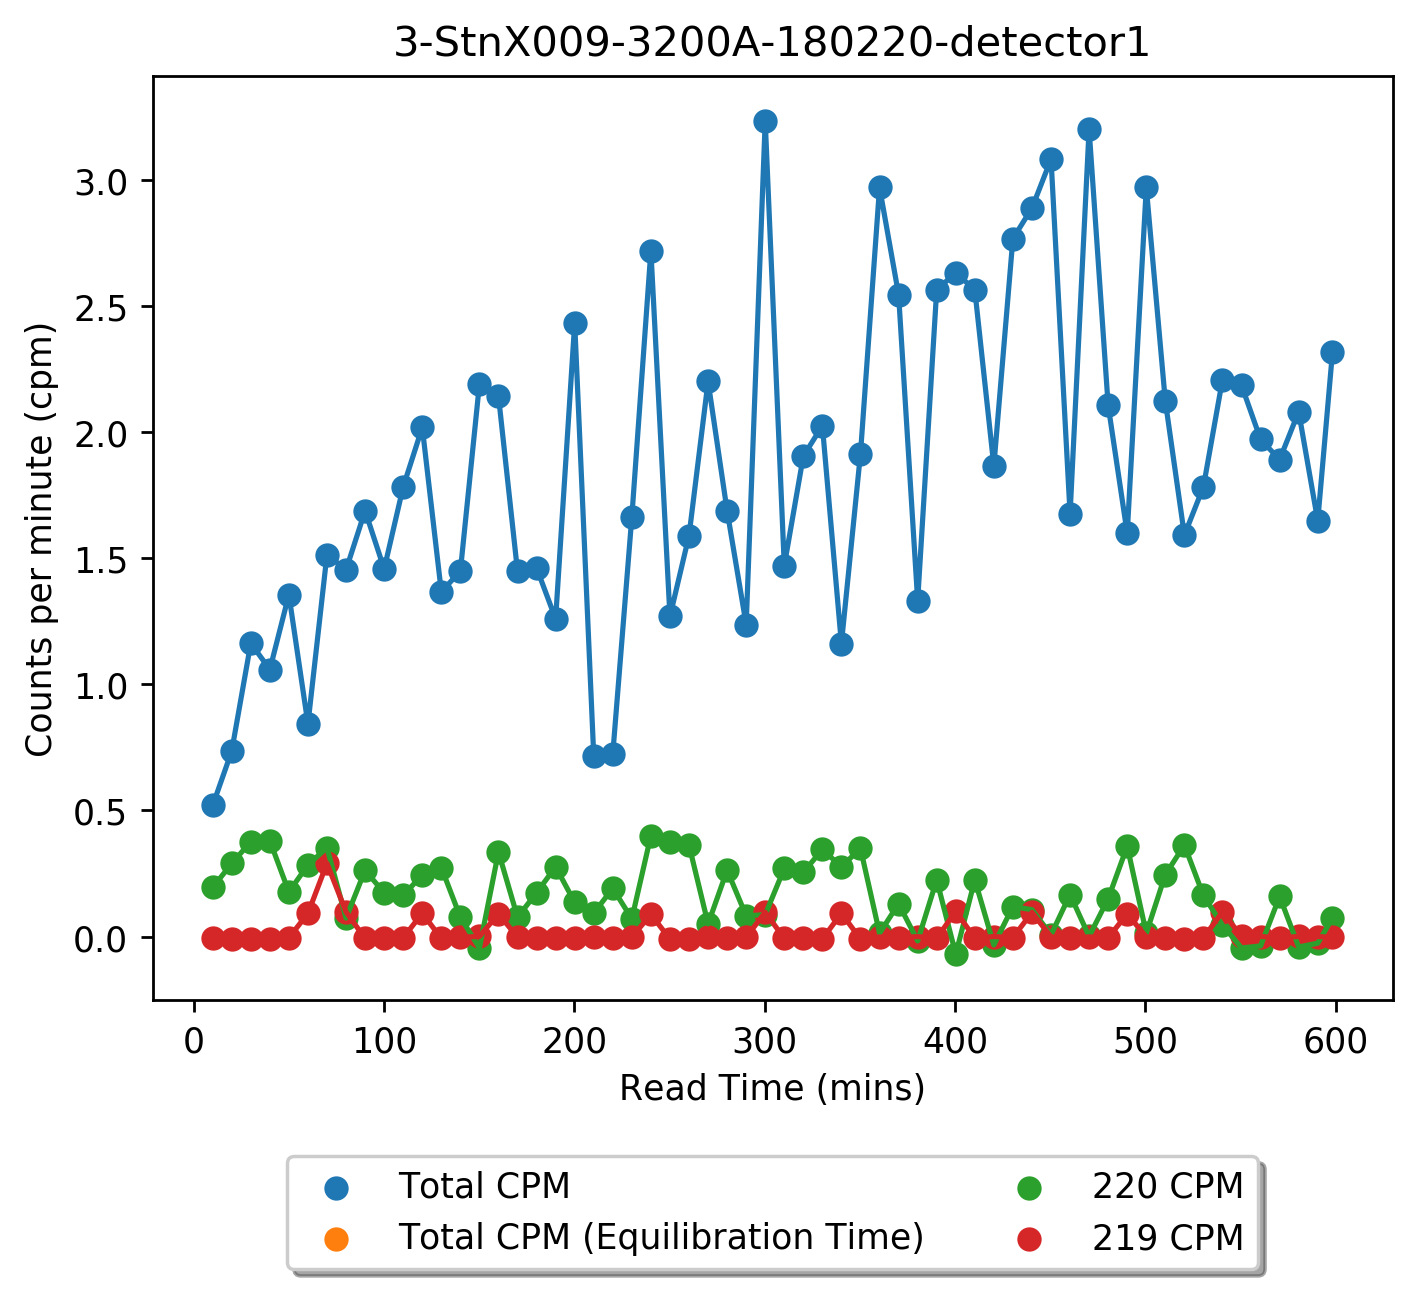 3-StnX009-3200A-180220-detector1
3.0
2.5
2.0
1.5
1.0
0.5
0.0
Counts per minute (cpm)
0 100 200 300 400 500 600
Read Time (mins)
Total CPM
Total CPM (Equilibration Time)
220 CPM
219 CPM